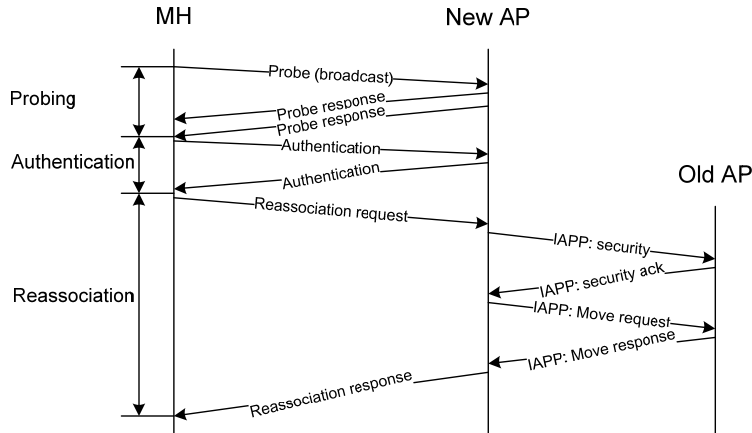 MH
New AP
Probe (broadcast)
Probing
Probe response
Probe response
Authentication
Authentication
Authentication
Old AP
Reassociation request
IAPP: security
IAPP: security ack
Reassociation
IAPP: Move request
IAPP: Move response
Reassociation response